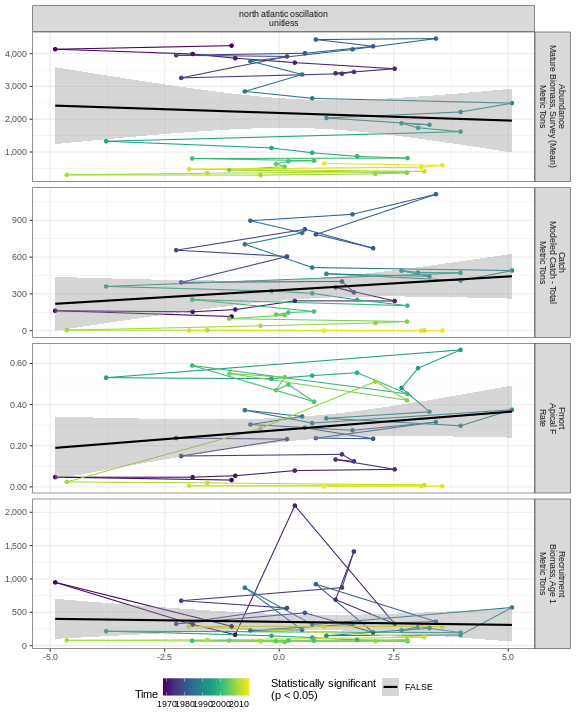 north atlantic oscillation
unitless
4,000
3,000
2,000
1,000
Abundance
Mature Biomass, Survey (Mean)
Metric Tons
900
600
300
0
Catch
Modeled Catch - Total
Metric Tons
0.60
0.40
0.20
0.00
Fmort
Apical F
Rate
2,000
1,500
1,000
500
0
Recruitment
Biomass, Age 1
Metric Tons
-5.0
-2.5
0.0
2.5
5.0
Time
1970 1980 1990 2000 2010
Statistically significant
(p < 0.05)
FALSE